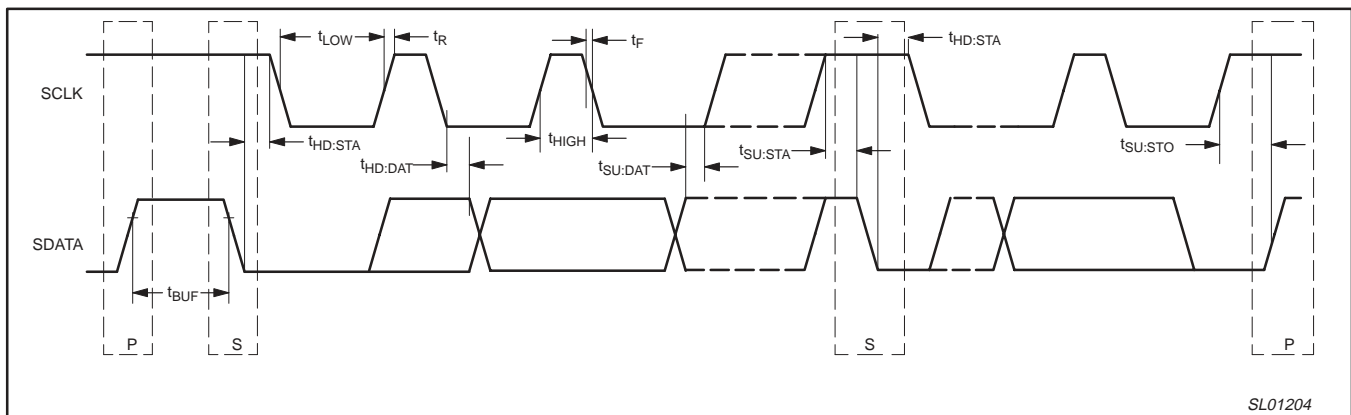 tLOW
tR
tF
tHD:STA
SCLK
tHD:STA
tHD:DAT
tHIGH
tSU:DAT
tSU:STA
tSU:STO
SDATA
tBUF
P
S
S
P
SL01204